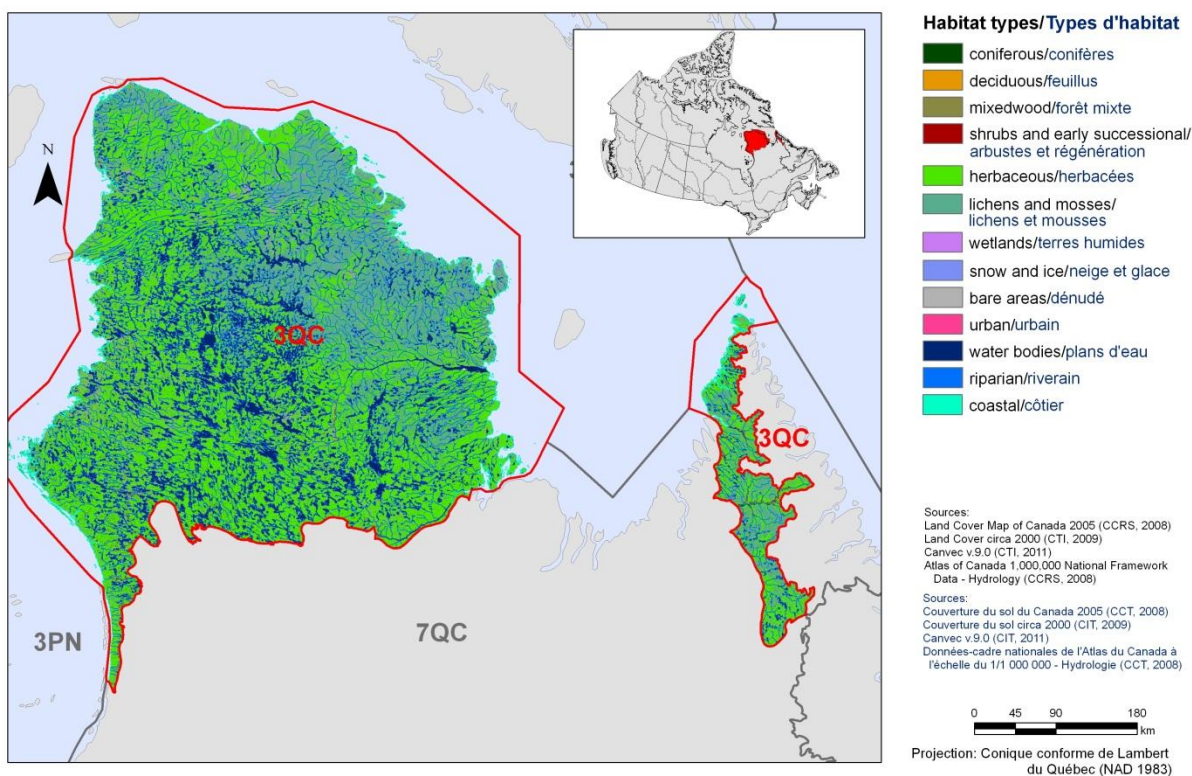 N
3QC
3QC
3PN
7QC
Habitat types/Types d'habitat
coniferous/conifères
deciduous/feuillus
mixedwood/forêt mixte
shrubs and early successional/
arbustes et régénération
herbaceous/herbacées
lichens and mosses/
lichens et mousses
wetlands/terres humides
snow and ice/neige et glace
bare areas/dénudé
urban/urbain
water bodies/plans d'eau
riparian/riverain
coastal/côtier
Sources:
Land Cover Map of Canada 2005 (CCRS, 2008)
Land Cover circa 2000 (CTI, 2009)
Canvec v.9.0 (CTI, 2011)
Atlas of Canada 1,000,000 National Framework
Data - Hydrology (CCRS, 2008)
Sources:
Couverture du sol du Canada 2005 (CCT, 2008)
Couverture du sol circa 2000 (CIT, 2009)
Canvec v.9.0 (CIT, 2011)
Données-cadre nationales de l'Atlas du Canada à
l'échelle du 1/1 000 000 - Hydrologie (CCT, 2008)
0 45 90 180
km
Projection: Conique conforme de Lambert
du Québec (NAD 1983)